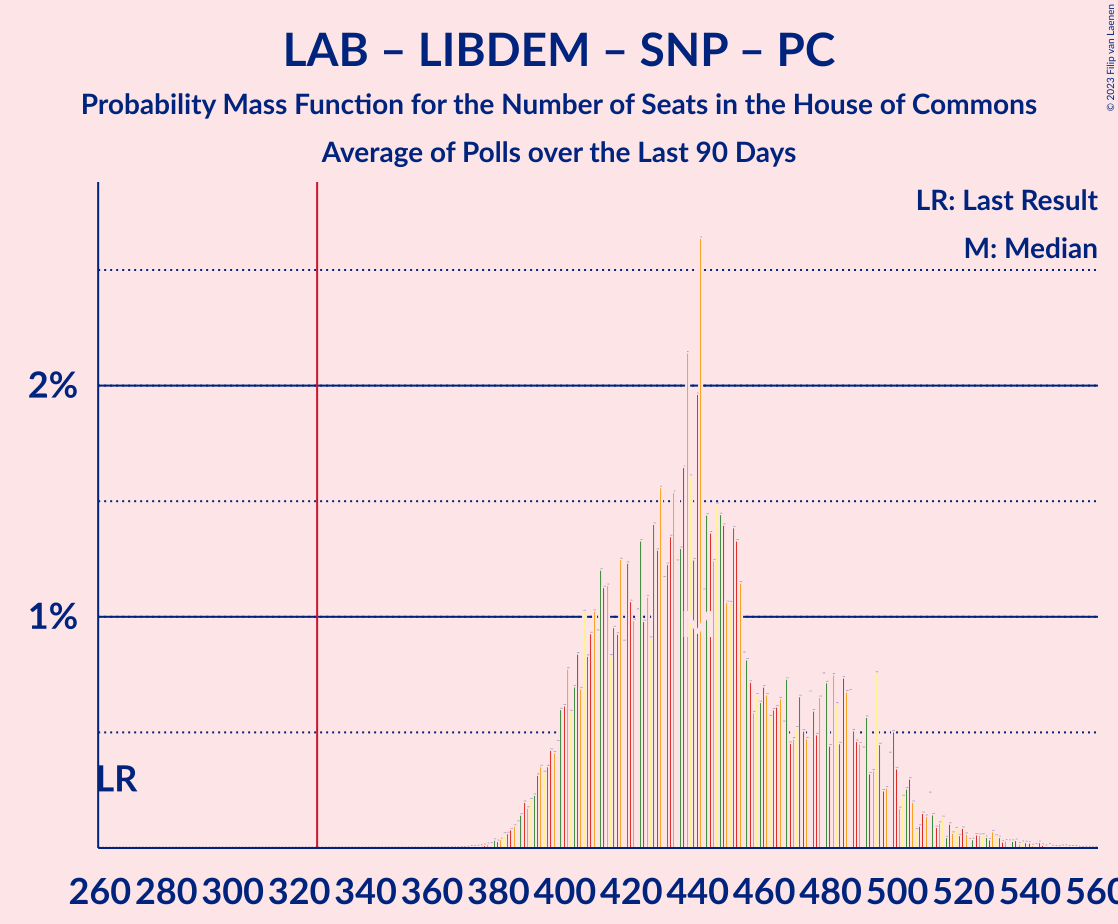 LAB – LIBDEM – SNP – PC
Probability Mass Function for the Number of Seats in the House of Commons
Average of Polls over the Last 90 Days
© 2023 Filip van Laenen
LR: Last Result
M: Median
2%
1%
LR
M
260 280 300 320 340 360 380 400 420 440 460 480 500 520 540 560